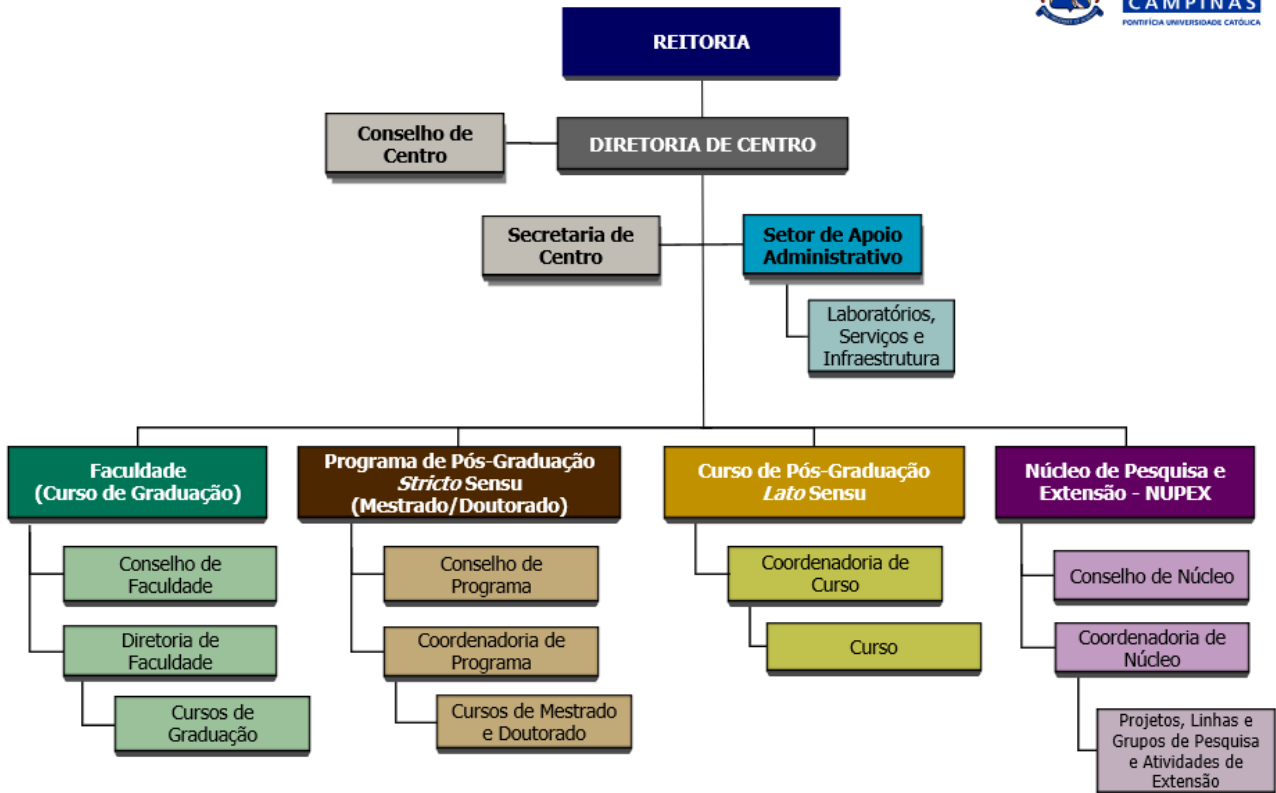 CAMPINAS
PONTIFÍCIA UNIVERSIDADE CATÓLICA
REITORIA
Conselho de
Centro
DIRETORIA DE CENTRO
Secretaria de
Centro
Setor de Apoio
Administrativo
Laboratórios,
Serviços e
Infraestrutura
Faculdade
(Curso de Graduação)
Conselho de
Faculdade
Diretoria de
Faculdade
Cursos de
Graduação
Programa de Pós-Graduação
Stricto Sensu
(Mestrado/Doutorado)
Conselho de
Programa
Coordenadoria de
Programa
Cursos de Mestrado
e Doutorado
Curso de Pós-Graduação
Lato Sensu
Coordenadoria de
Curso
Curso
Núcleo de Pesquisa e
Extensão - NUPEX
Conselho de Núcleo
Coordenadoria de
Núcleo
Projetos, Linhas e
Grupos de Pesquisa
e Atividades de
Extensão